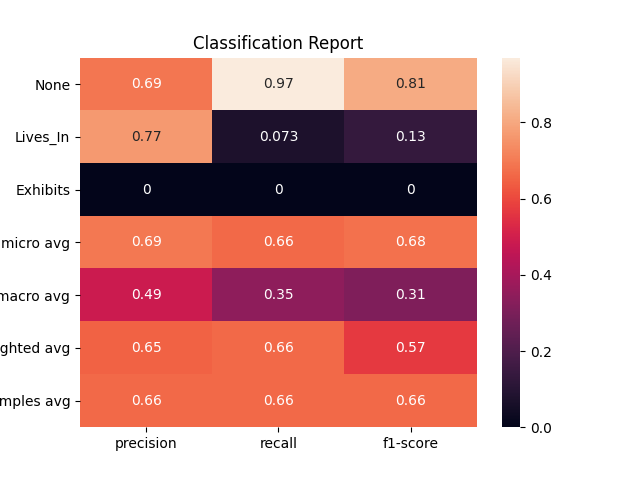 Classification Report
None 0.69 0.97 0.81
Lives_In 0.77 0.073 0.13
Exhibits 0 0 0
micro avg 0.69 0.66 0.68
macro avg 0.49 0.35 0.31
ghted avg 0.65 0.66 0.57
mples avg 0.66 0.66 0.66
precision recall f1-score
0.8
0.6
0.4
0.2
0.0